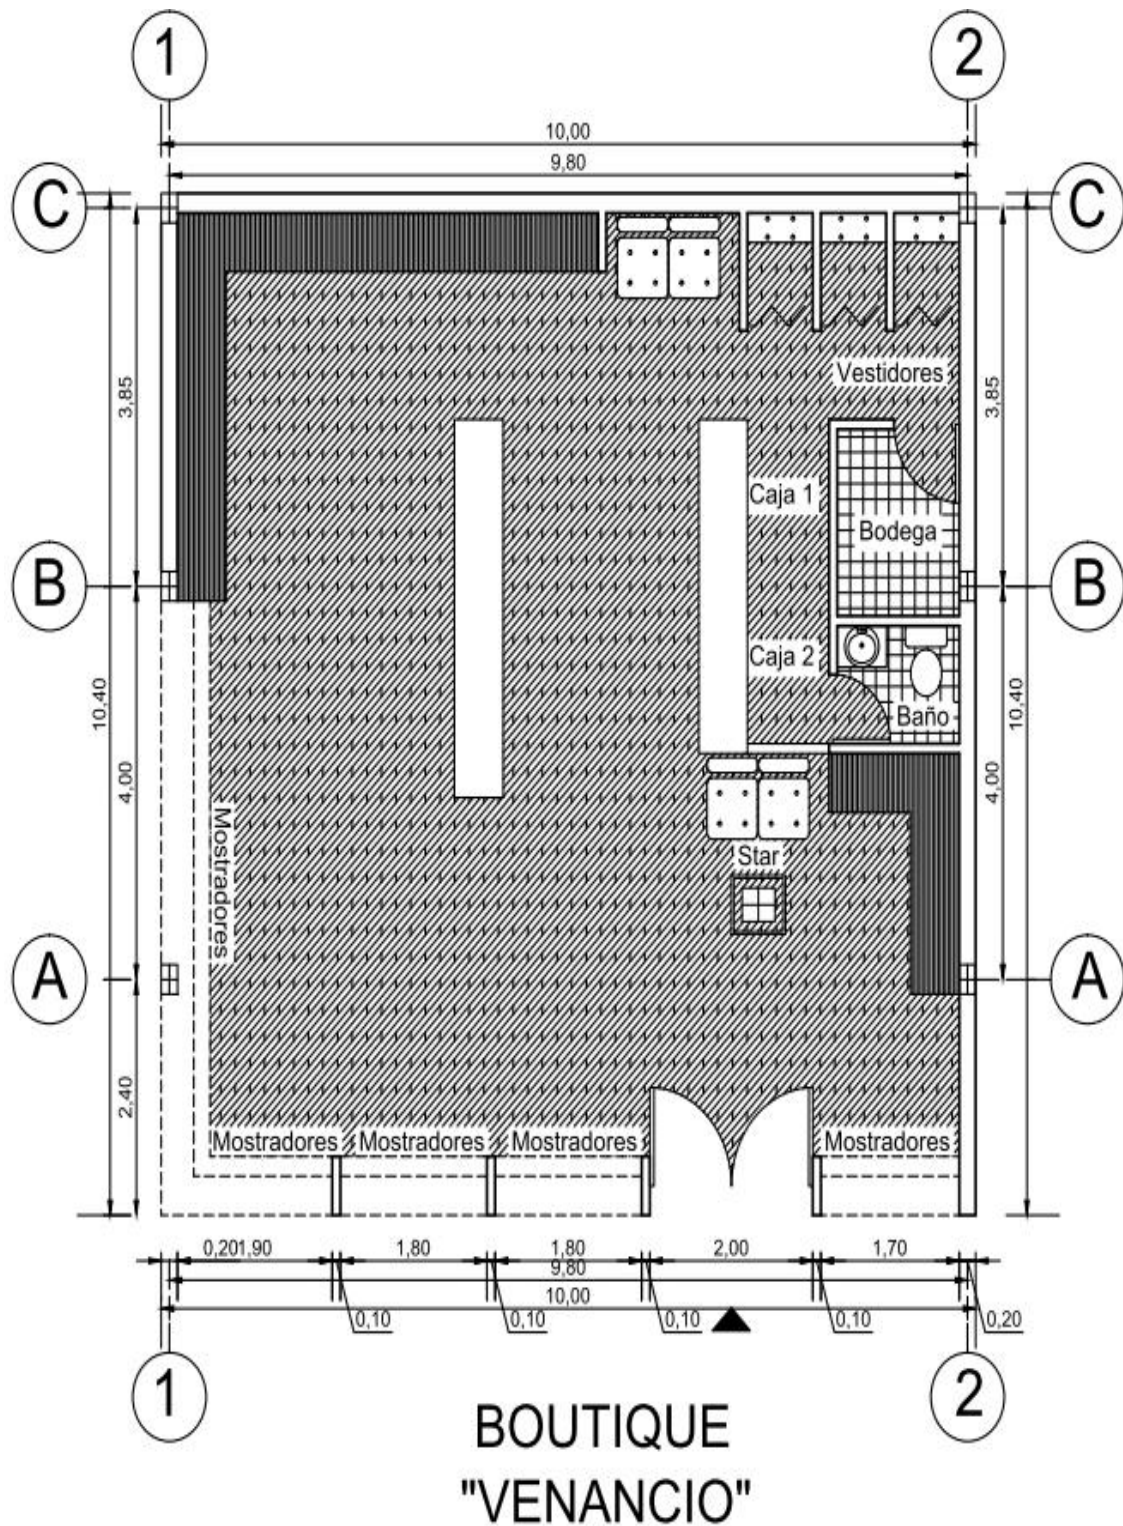 1 2
10,00
9,80
C C
3,85 3,85
Vestidores
Caja 1
Bodega
B B
Caja 2
Baño
10,40 10,40
4,00 4,00
Mostradores
Star
A A
2,40
Mostradores Mostradores Mostradores Mostradores
0,20 1,90 1,80 1,80 2,00 1,70
9,80
10,00
0,10 0,10 0,10 0,10 0,20
1 2
BOUTIQUE
"VENANCIO"